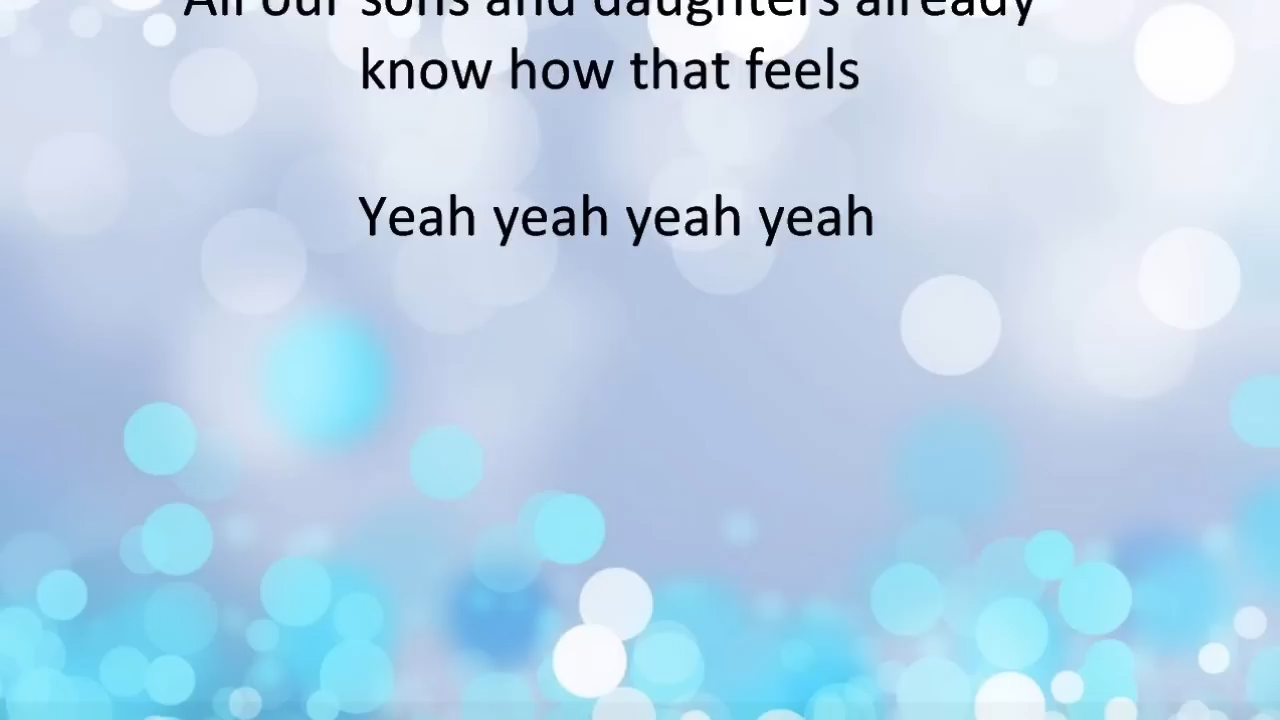 All our sons and daughters already
know how that feels
Yeah yeah yeah yeah